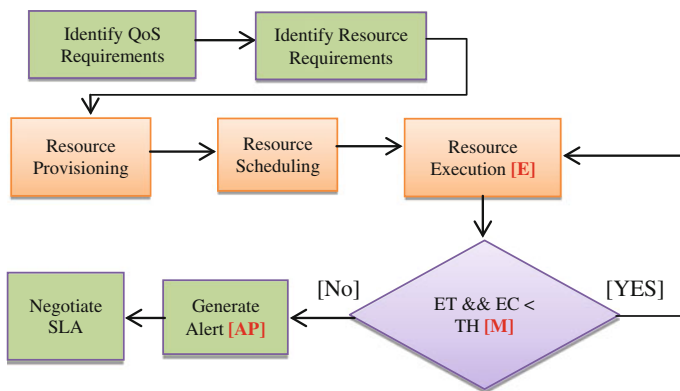 Identify QoS
Requirements
Identify Resource
Requirements
Resource
Provisioning
Resource
Scheduling
Resource
Execution [E]
Negotiate
SLA
Generate
Alert [AP]
[No]
ET && EC <
TH [M]
[YES]